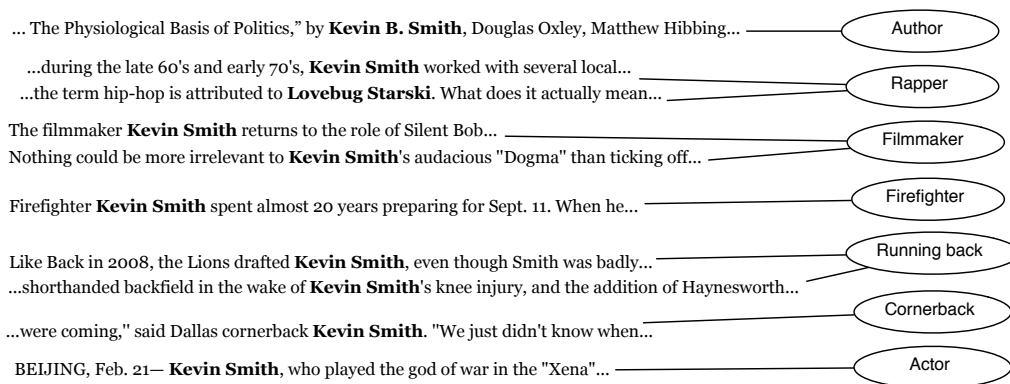 ... The Physiological Basis of Politics,” by Kevin B. Smith, Douglas Oxley, Matthew Hibbing...
Author
...during the late 60's and early 70's, Kevin Smith worked with several local...
...the term hip-hop is attributed to Lovebug Starski. What does it actually mean...
Rapper
The filmmaker Kevin Smith returns to the role of Silent Bob...
Nothing could be more irrelevant to Kevin Smith's audacious "Dogma" than ticking off...
Filmmaker
Firefighter Kevin Smith spent almost 20 years preparing for Sept. 11. When he...
Firefighter
Like Back in 2008, the Lions drafted Kevin Smith, even though Smith was badly...
...shorthanded backfield in the wake of Kevin Smith's knee injury, and the addition of Haynesworth...
Running back
...were coming,'' said Dallas cornerback Kevin Smith. "We just didn't know when...
Cornerback
BEIJING, Feb. 21— Kevin Smith, who played the god of war in the "Xena"...
Actor